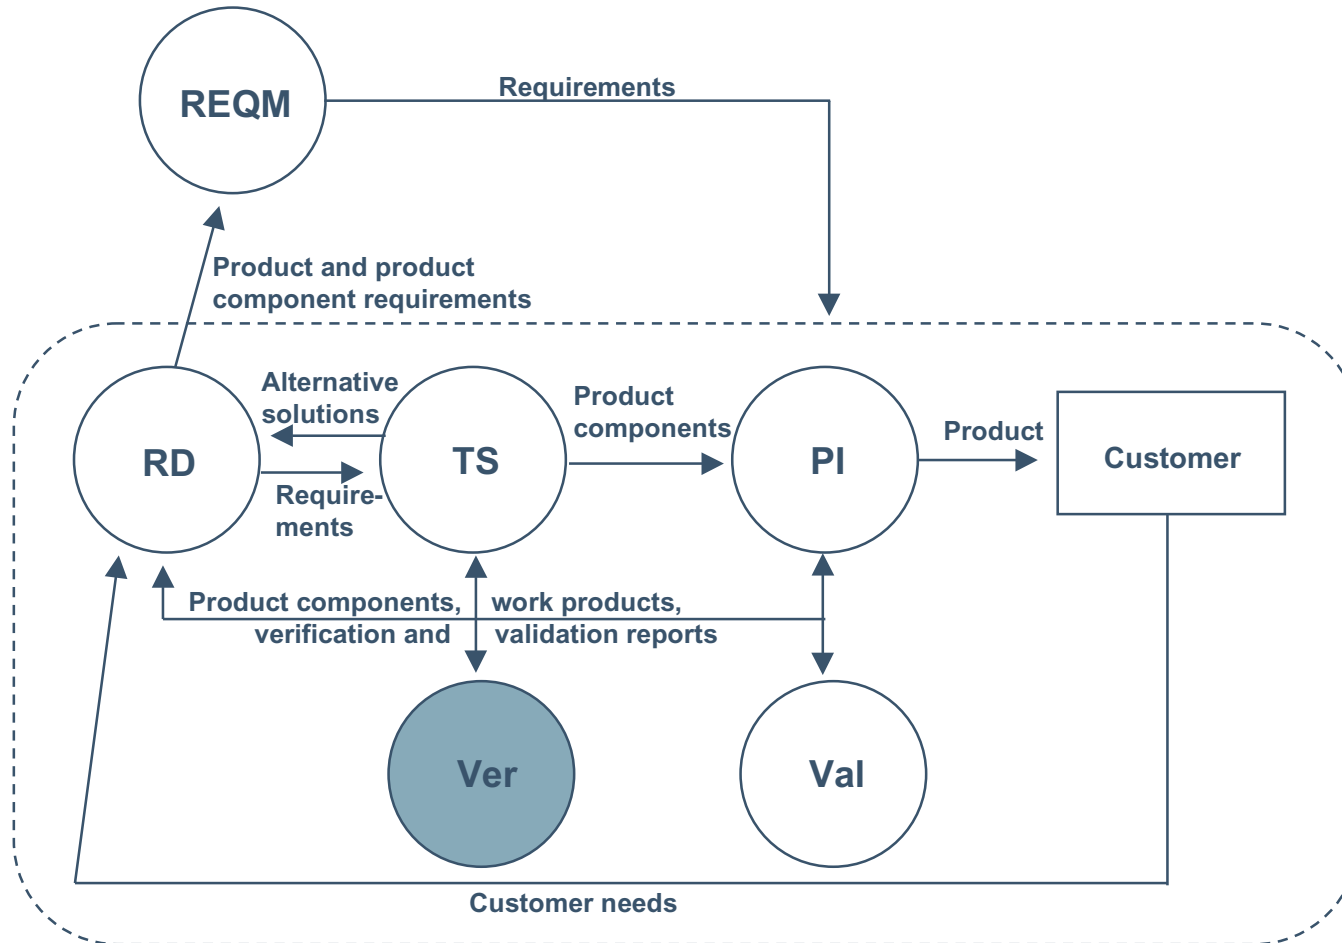 REQM
Requirements
Product and product
component requirements
Alternative
solutions
Product
components
Product
RD
TS
PI
Customer
Require-
ments
Product components, work products,
verification and validation reports
Ver
Val
Customer needs